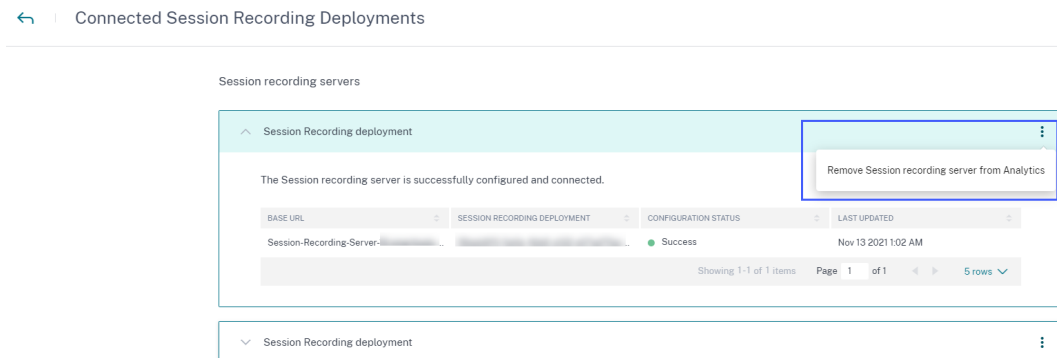 Connected Session Recording Deployments
Session recording servers
Session Recording deployment
Remove Session recording server from Analytics
The Session recording server is successfully configured and connected.
BASE URL SESSION RECORDING DEPLOYMENT CONFIGURATION STATUS LAST UPDATED
Session-Recording-Server- ... ... Success Nov 13 2021 1:02 AM
Showing 1-1 of 1 items Page 1 of 1 5 rows
Session Recording deployment